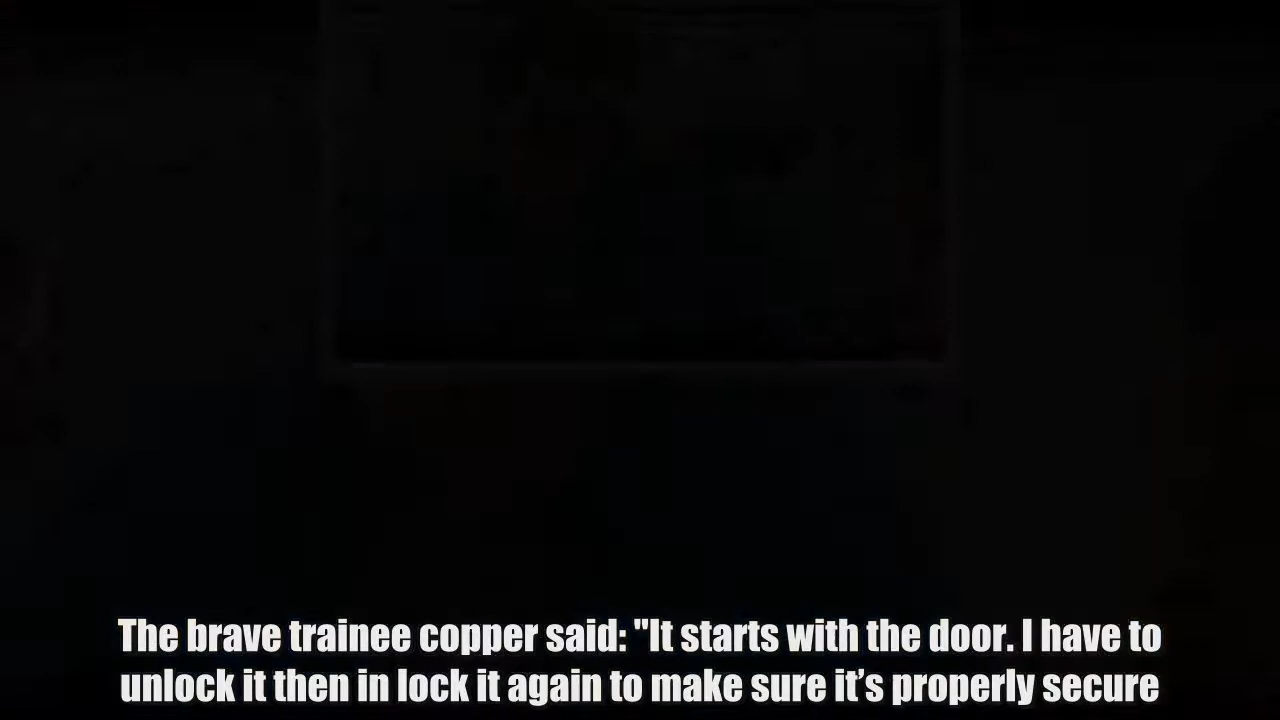 The brave trainee copper said: "It starts with the door. I have to
unlock it then in lock it again to make sure it’s properly secure